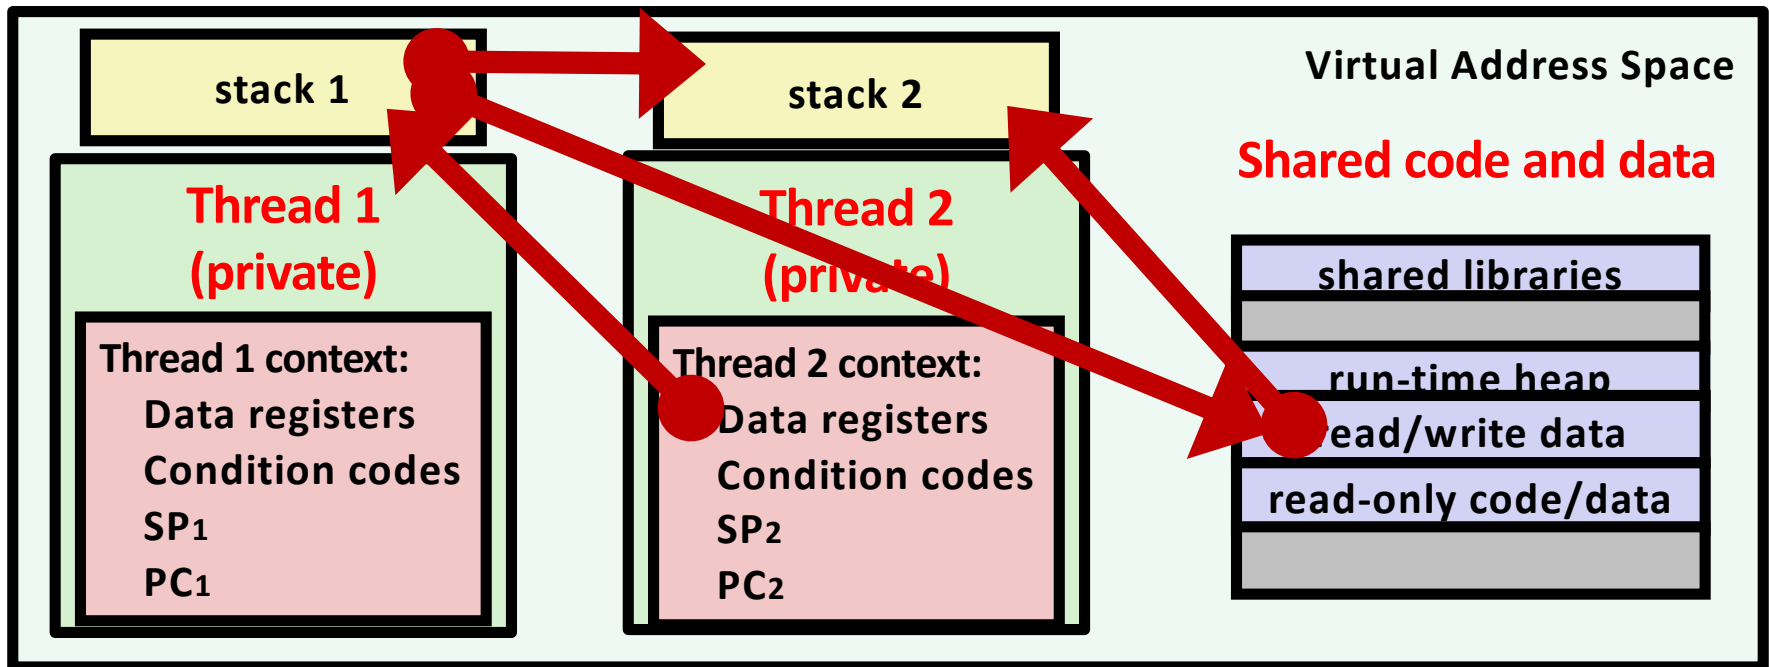 stack 1
stack 2
Virtual Address Space
Shared code and data
Thread 1
(private)
Thread 2
(private)
Thread 1 context:
Data registers
Condition codes
SP1
PC1
Thread 2 context:
Data registers
Condition codes
SP2
PC2
shared libraries
run-time heap
read/write data
read-only code/data